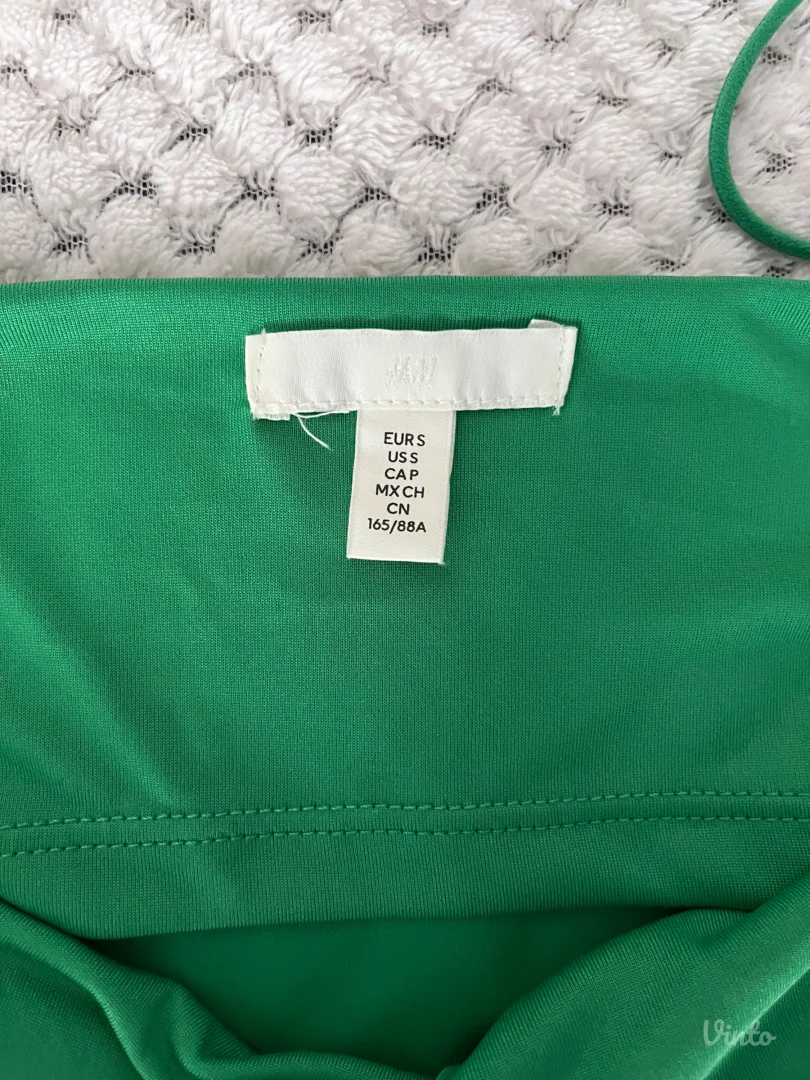 H&M
EUR S
US S
CA P
MX CH
CN
165/88A
Vinto